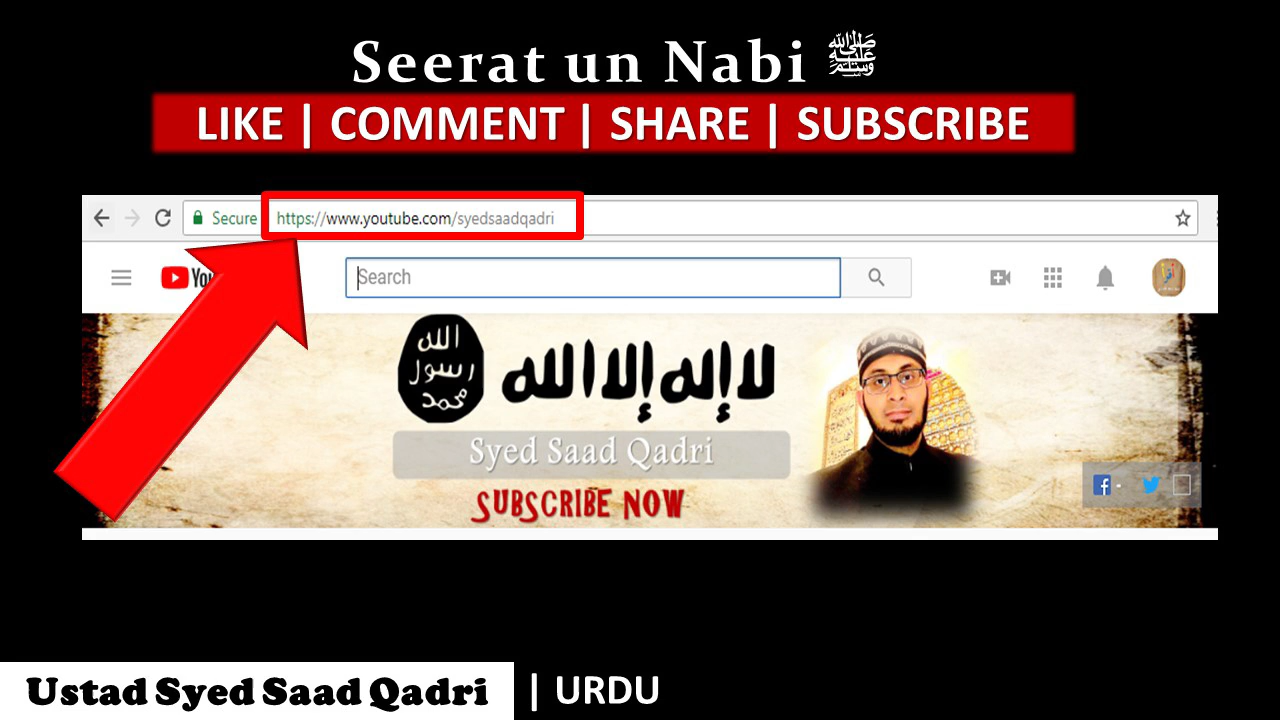 Seerat un Nabi ﷺ
LIKE | COMMENT | SHARE | SUBSCRIBE
Secure https://www.youtube.com/syedsaadqadri
Search
الله
رسول
محمد
لا إله إلا الله
Syed Saad Qadri
SUBSCRIBE NOW
Ustad Syed Saad Qadri | URDU